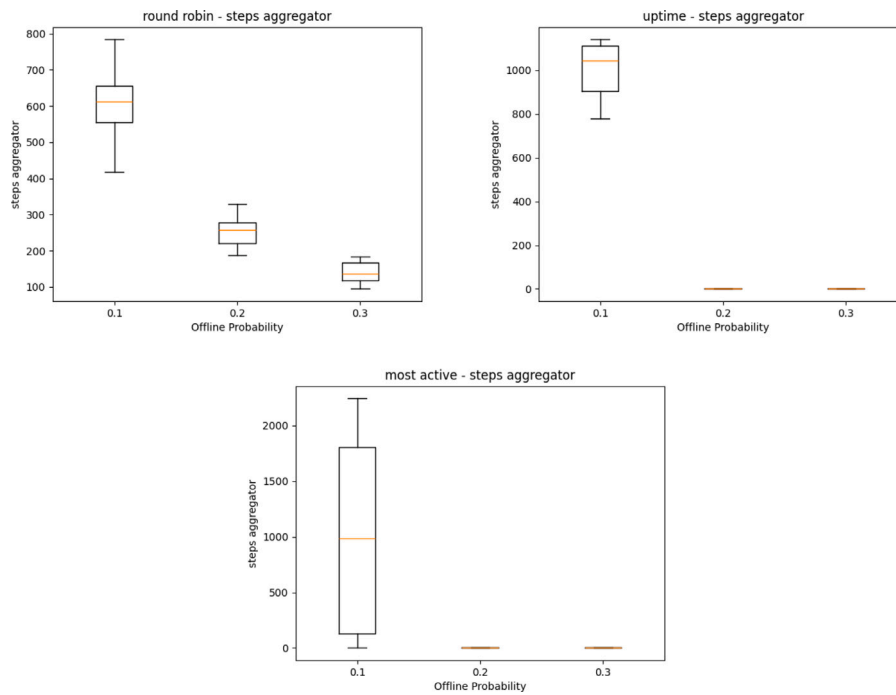 round robin - steps aggregator
800
700
600
500
400
300
200
100
steps aggregator
0.1 0.2 0.3
Offline Probability
uptime - steps aggregator
1000
800
600
400
200
0
steps aggregator
0.1 0.2 0.3
Offline Probability
most active - steps aggregator
2000
1500
1000
500
0
steps aggregator
0.1 0.2 0.3
Offline Probability